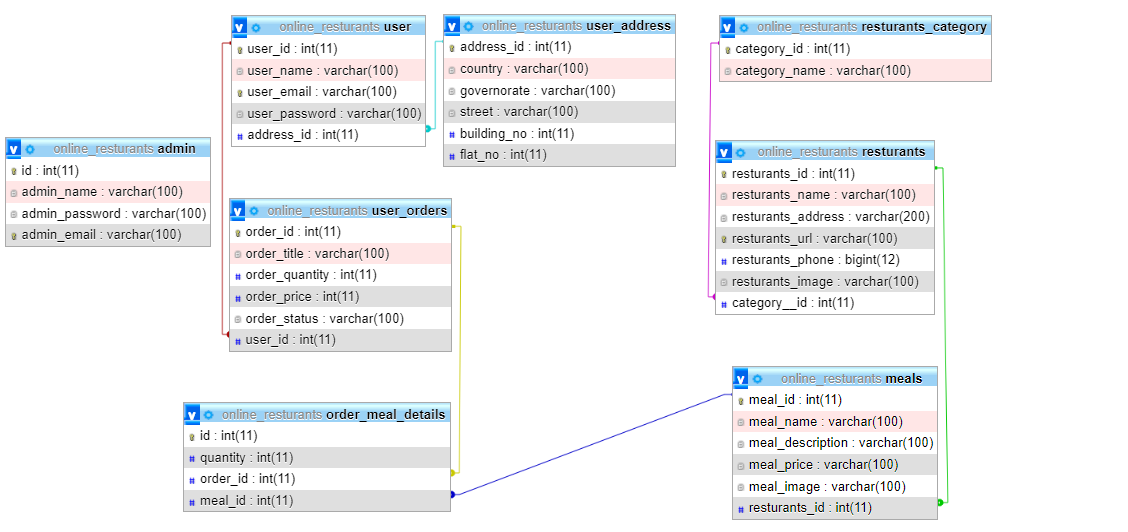 online_resturants user
user_id : int(11)
user_name : varchar(100)
user_email : varchar(100)
user_password : varchar(100)
address_id : int(11)
online_resturants user_address
address_id : int(11)
country : varchar(100)
governorate : varchar(100)
street : varchar(100)
building_no : int(11)
flat_no : int(11)
online_resturants resturants_category
category_id : int(11)
category_name : varchar(100)
online_resturants admin
id : int(11)
admin_name : varchar(100)
admin_password : varchar(100)
admin_email : varchar(100)
online_resturants user_orders
order_id : int(11)
order_title : varchar(100)
order_quantity : int(11)
order_price : int(11)
order_status : varchar(100)
user_id : int(11)
online_resturants resturants
resturants_id : int(11)
resturants_name : varchar(100)
resturants_address : varchar(200)
resturants_url : varchar(100)
resturants_phone : bigint(12)
resturants_image : varchar(100)
category__id : int(11)
online_resturants order_meal_details
id : int(11)
quantity : int(11)
order_id : int(11)
meal_id : int(11)
online_resturants meals
meal_id : int(11)
meal_name : varchar(100)
meal_description : varchar(100)
meal_price : varchar(100)
meal_image : varchar(100)
resturants_id : int(11)